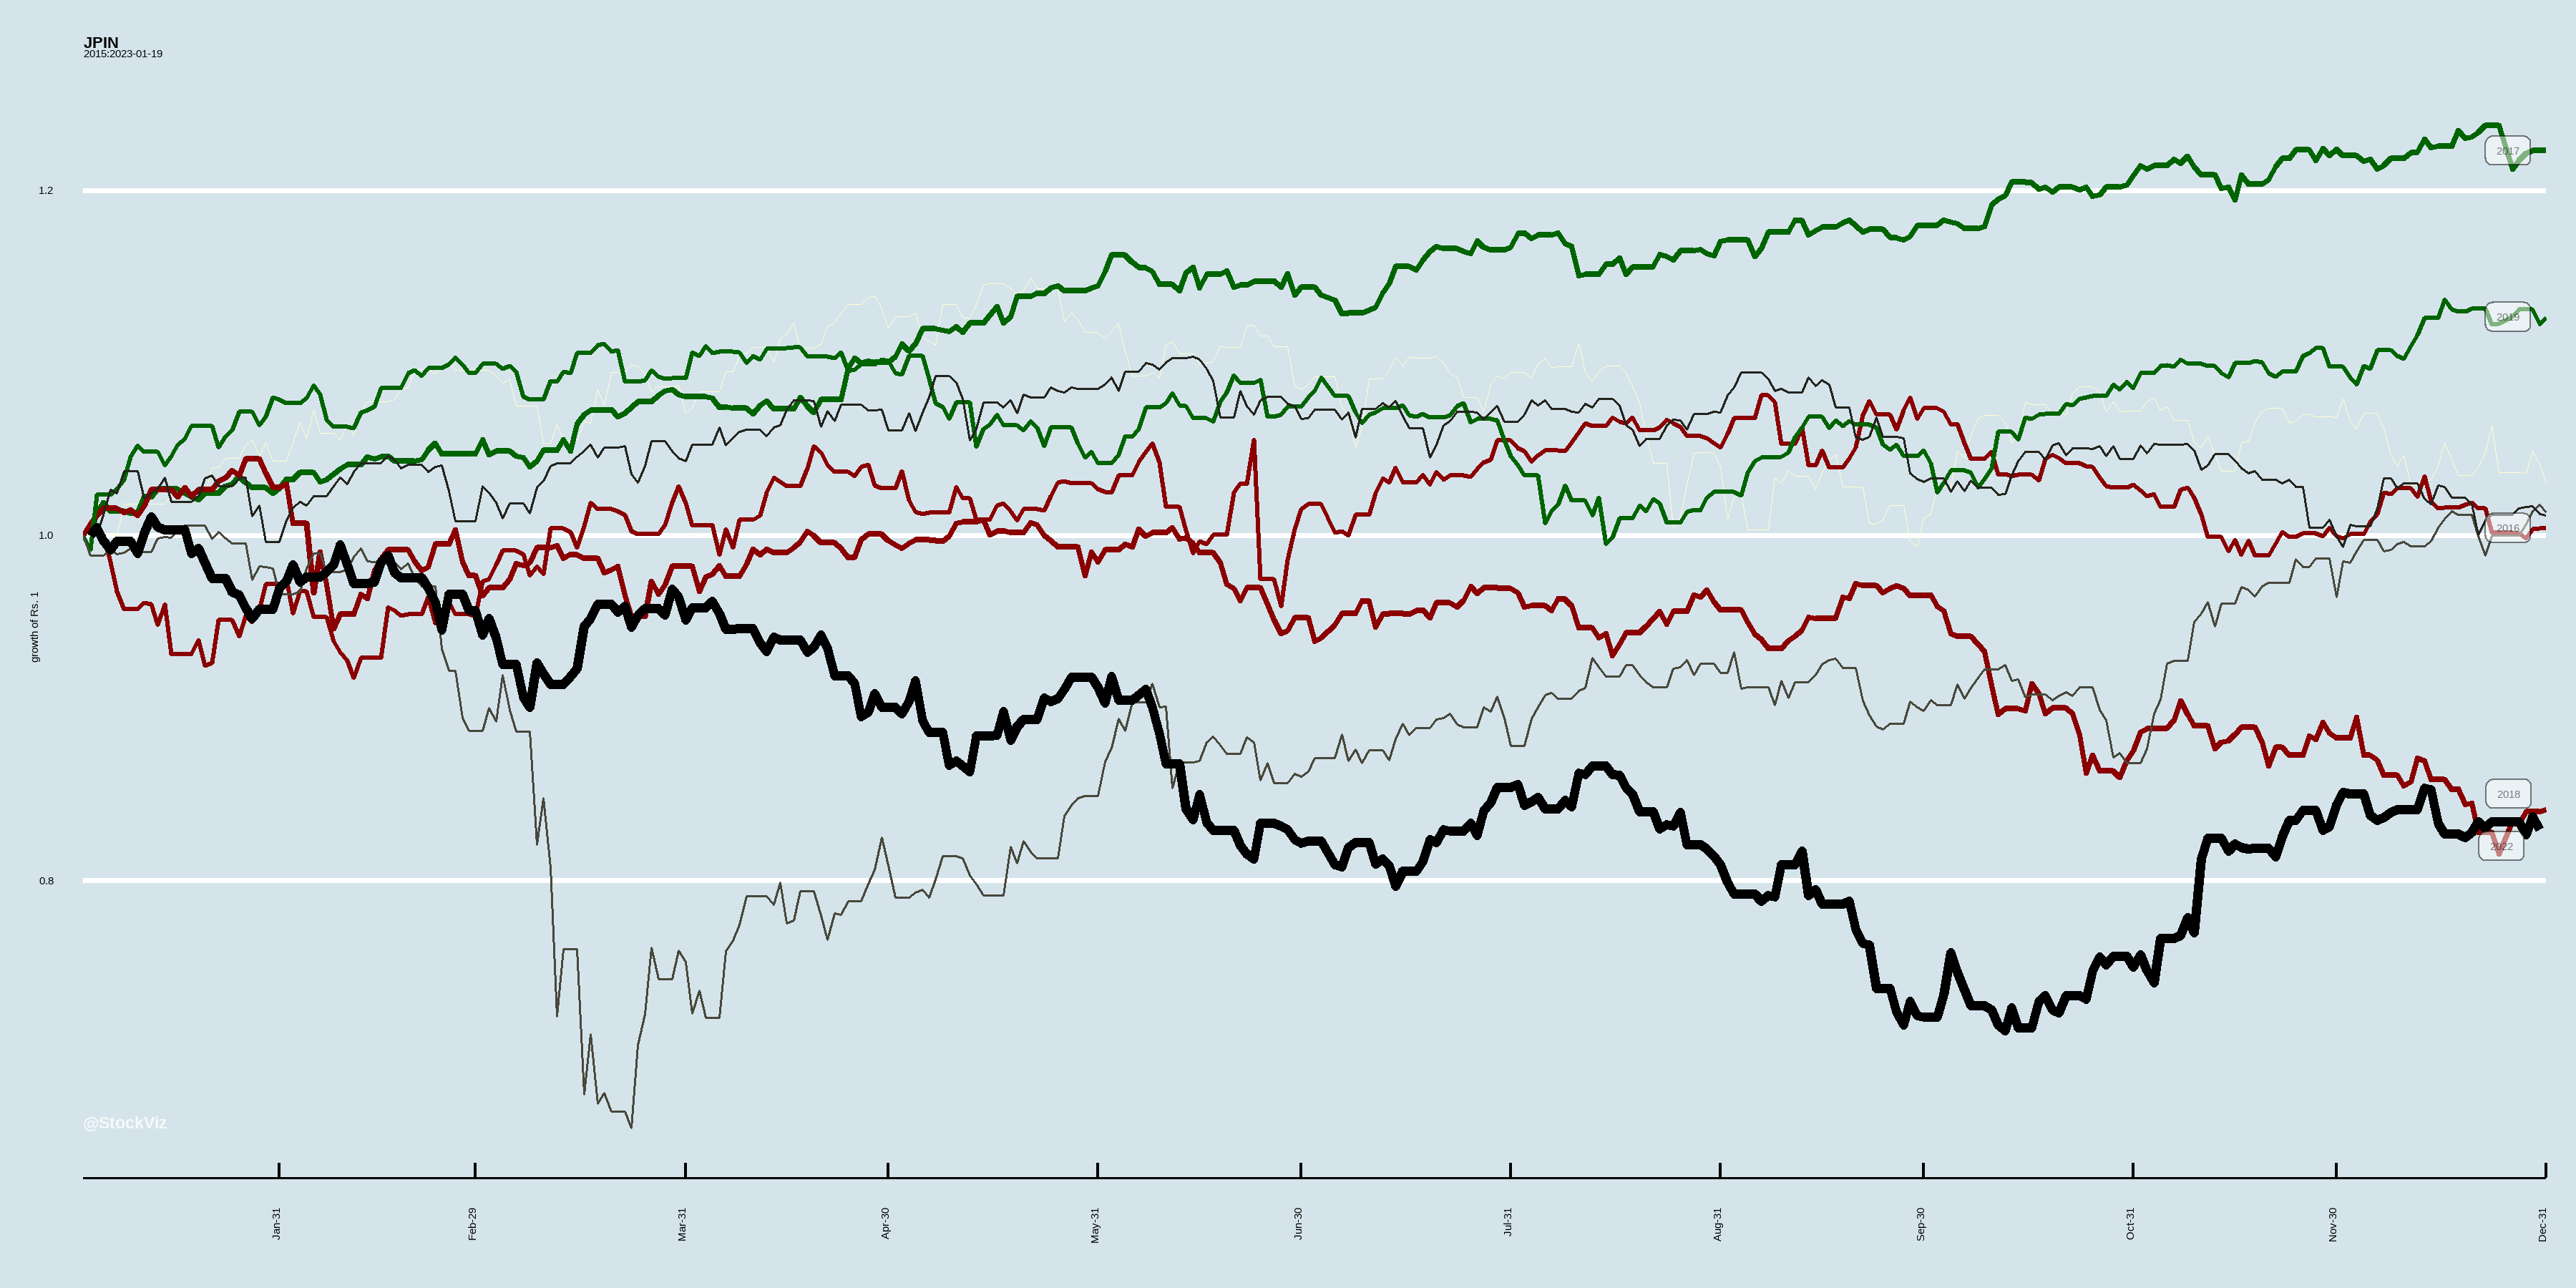 JPIN
2015:2023-01-19
1.2
1.0
0.8
growth of Rs. 1
2017
2019
2016
2018
2022
@StockViz
Jan-31
Feb-29
Mar-31
Apr-30
May-31
Jun-30
Jul-31
Aug-31
Sep-30
Oct-31
Nov-30
Dec-31